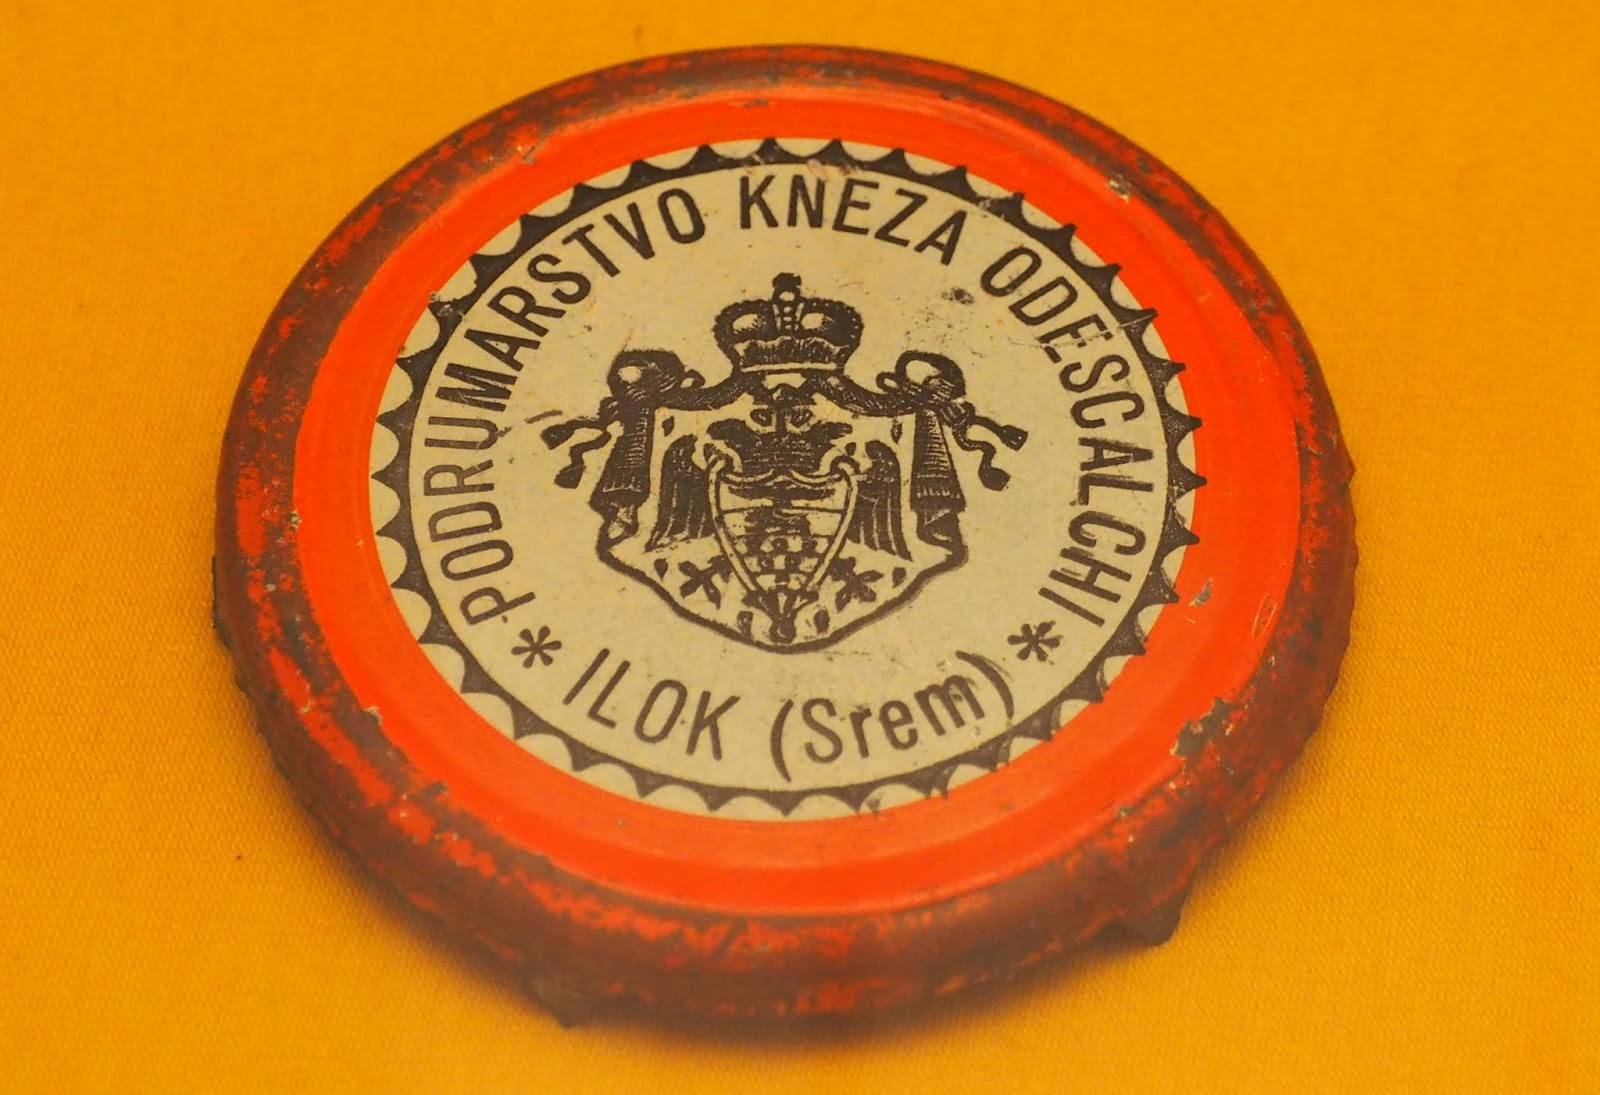 * PODRUMARSTVO KNEZA ODESCALCHI *
ILOK (Srem)